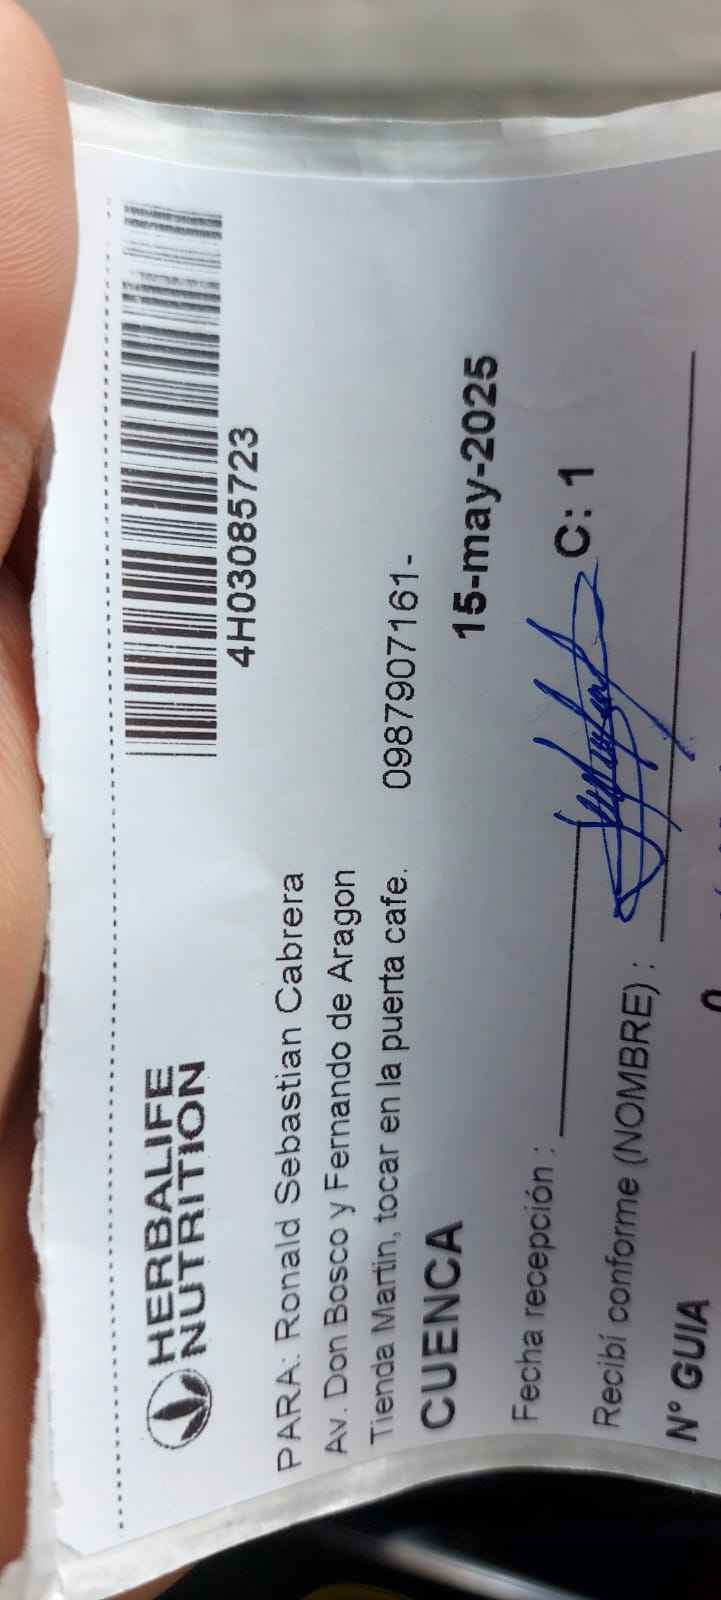 HERBALIFE
NUTRITION
4H03085723
PARA: Ronald Sebastian Cabrera
Av. Don Bosco y Fernando de Aragon
Tienda Martin, tocar en la puerta cafe. 0987907161-
CUENCA 15-may-2025
Fecha recepción : C: 1
Recibí conforme (NOMBRE) :
Nº GUIA